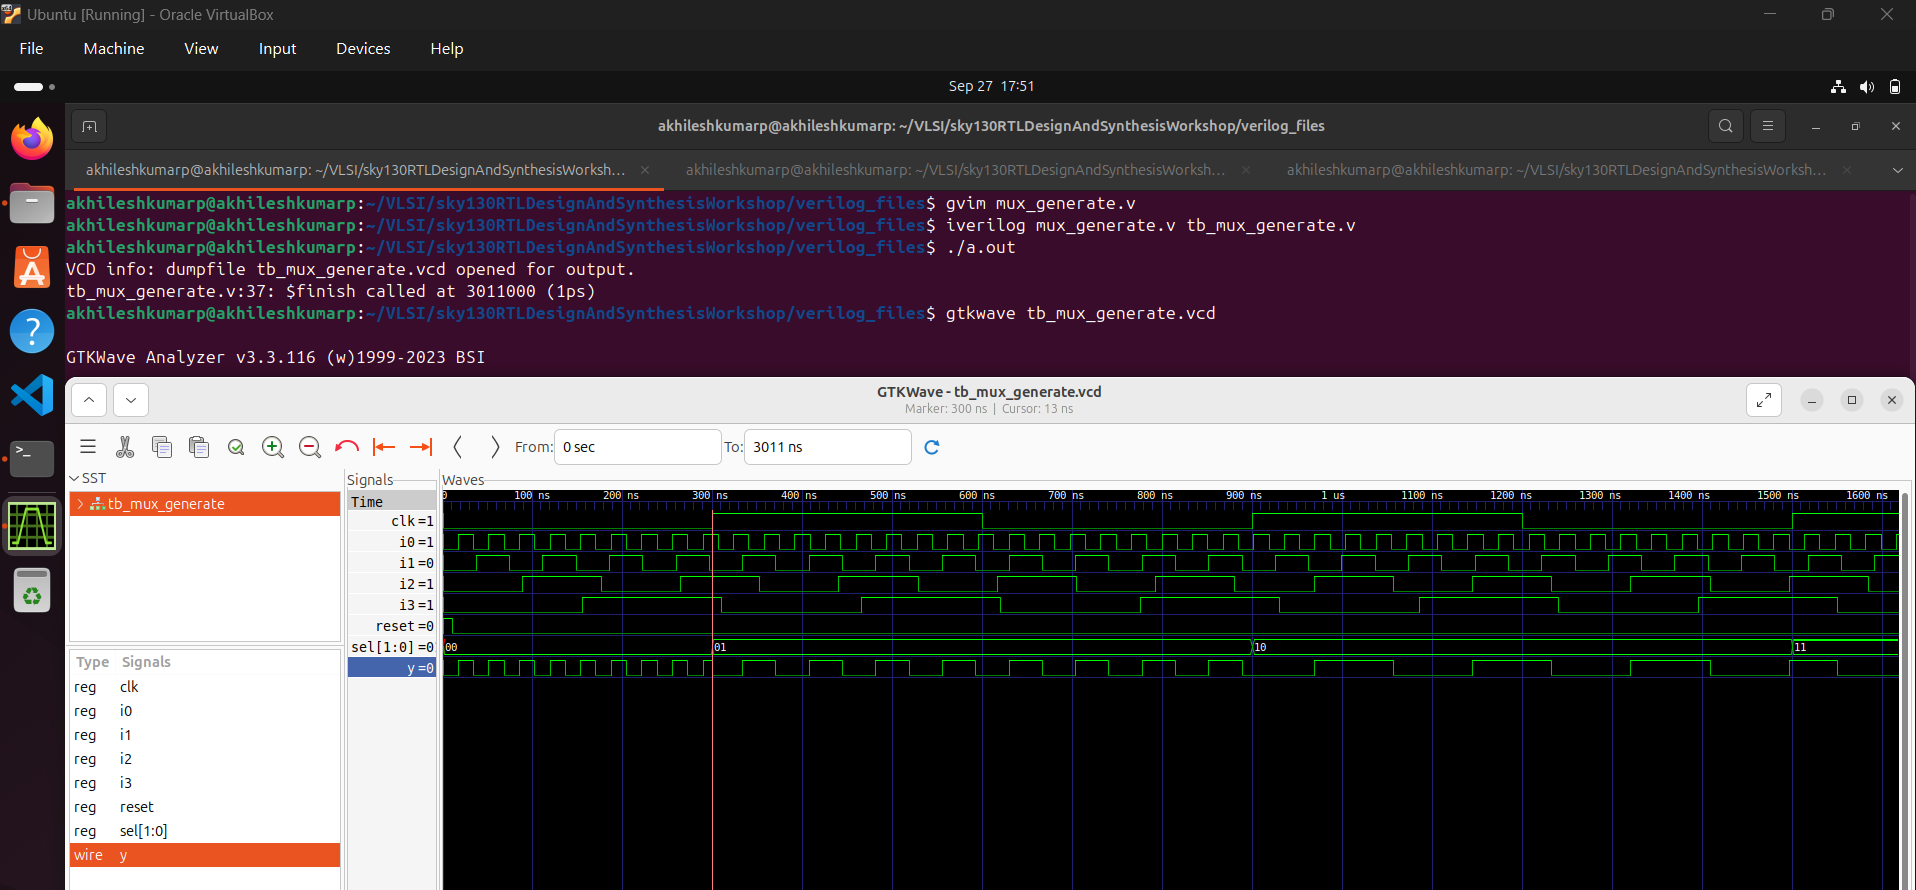 Ubuntu [Running] - Oracle VirtualBox
File Machine View Input Devices Help
Sep 27 17:51
akhileshkumarp@akhileshkumarp: ~/VLSI/sky130RTLDesignAndSynthesisWorkshop/verilog_files
akhileshkumarp@akhileshkumarp: ~/VLSI/sky130RTLDesignAndSynthesisWorksh... akhileshkumarp@akhileshkumarp: ~/VLSI/sky130RTLDesignAndSynthesisWorksh... akhileshkumarp@akhileshkumarp: ~/VLSI/sky130RTLDesignAndSynthesisWorksh...
akhileshkumarp@akhileshkumarp:~/VLSI/sky130RTLDesignAndSynthesisWorkshop/verilog_files$ gvim mux_generate.v
akhileshkumarp@akhileshkumarp:~/VLSI/sky130RTLDesignAndSynthesisWorkshop/verilog_files$ iverilog mux_generate.v tb_mux_generate.v
akhileshkumarp@akhileshkumarp:~/VLSI/sky130RTLDesignAndSynthesisWorkshop/verilog_files$ ./a.out
VCD info: dumpfile tb_mux_generate.vcd opened for output.
tb_mux_generate.v:37: $finish called at 3011000 (1ps)
akhileshkumarp@akhileshkumarp:~/VLSI/sky130RTLDesignAndSynthesisWorkshop/verilog_files$ gtkwave tb_mux_generate.vcd
GTKWave Analyzer v3.3.116 (w)1999-2023 BSI
GTKWave - tb_mux_generate.vcd
Marker: 300 ns | Cursor: 13 ns
From: 0 sec To: 3011 ns
SST
tb_mux_generate
Type Signals
reg clk
reg i0
reg i1
reg i2
reg i3
reg reset
reg sel[1:0]
wire y
Signals
Time
clk=1
i0=1
i1=0
i2=1
i3=1
reset=0
sel[1:0]=0
y=0
Waves
0 100 ns 200 ns 300 ns 400 ns 500 ns 600 ns 700 ns 800 ns 900 ns 1 us 1100 ns 1200 ns 1300 ns 1400 ns 1500 ns 1600 ns
00 01 10 11